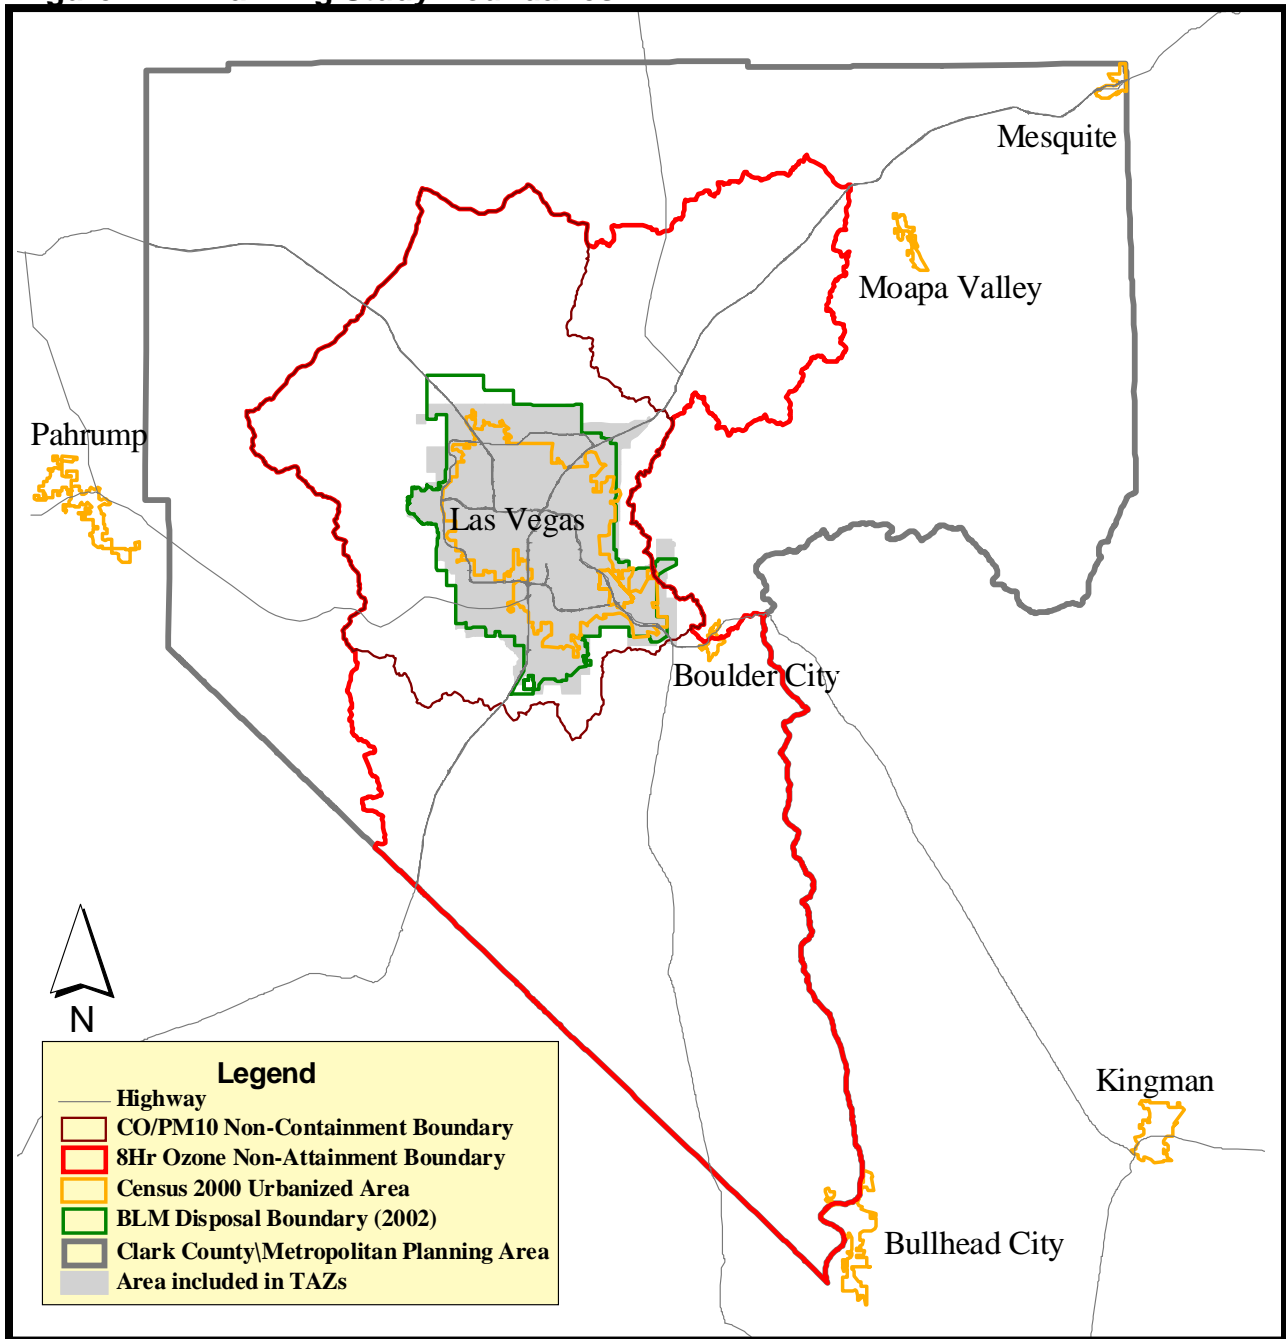 Mesquite
Moapa Valley
Pahrump
Las Vegas
Boulder City
N
Kingman
Bullhead City
Legend
Highway
CO/PM10 Non-Containment Boundary
8Hr Ozone Non-Attainment Boundary
Census 2000 Urbanized Area
BLM Disposal Boundary (2002)
Clark County\Metropolitan Planning Area
Area included in TAZs